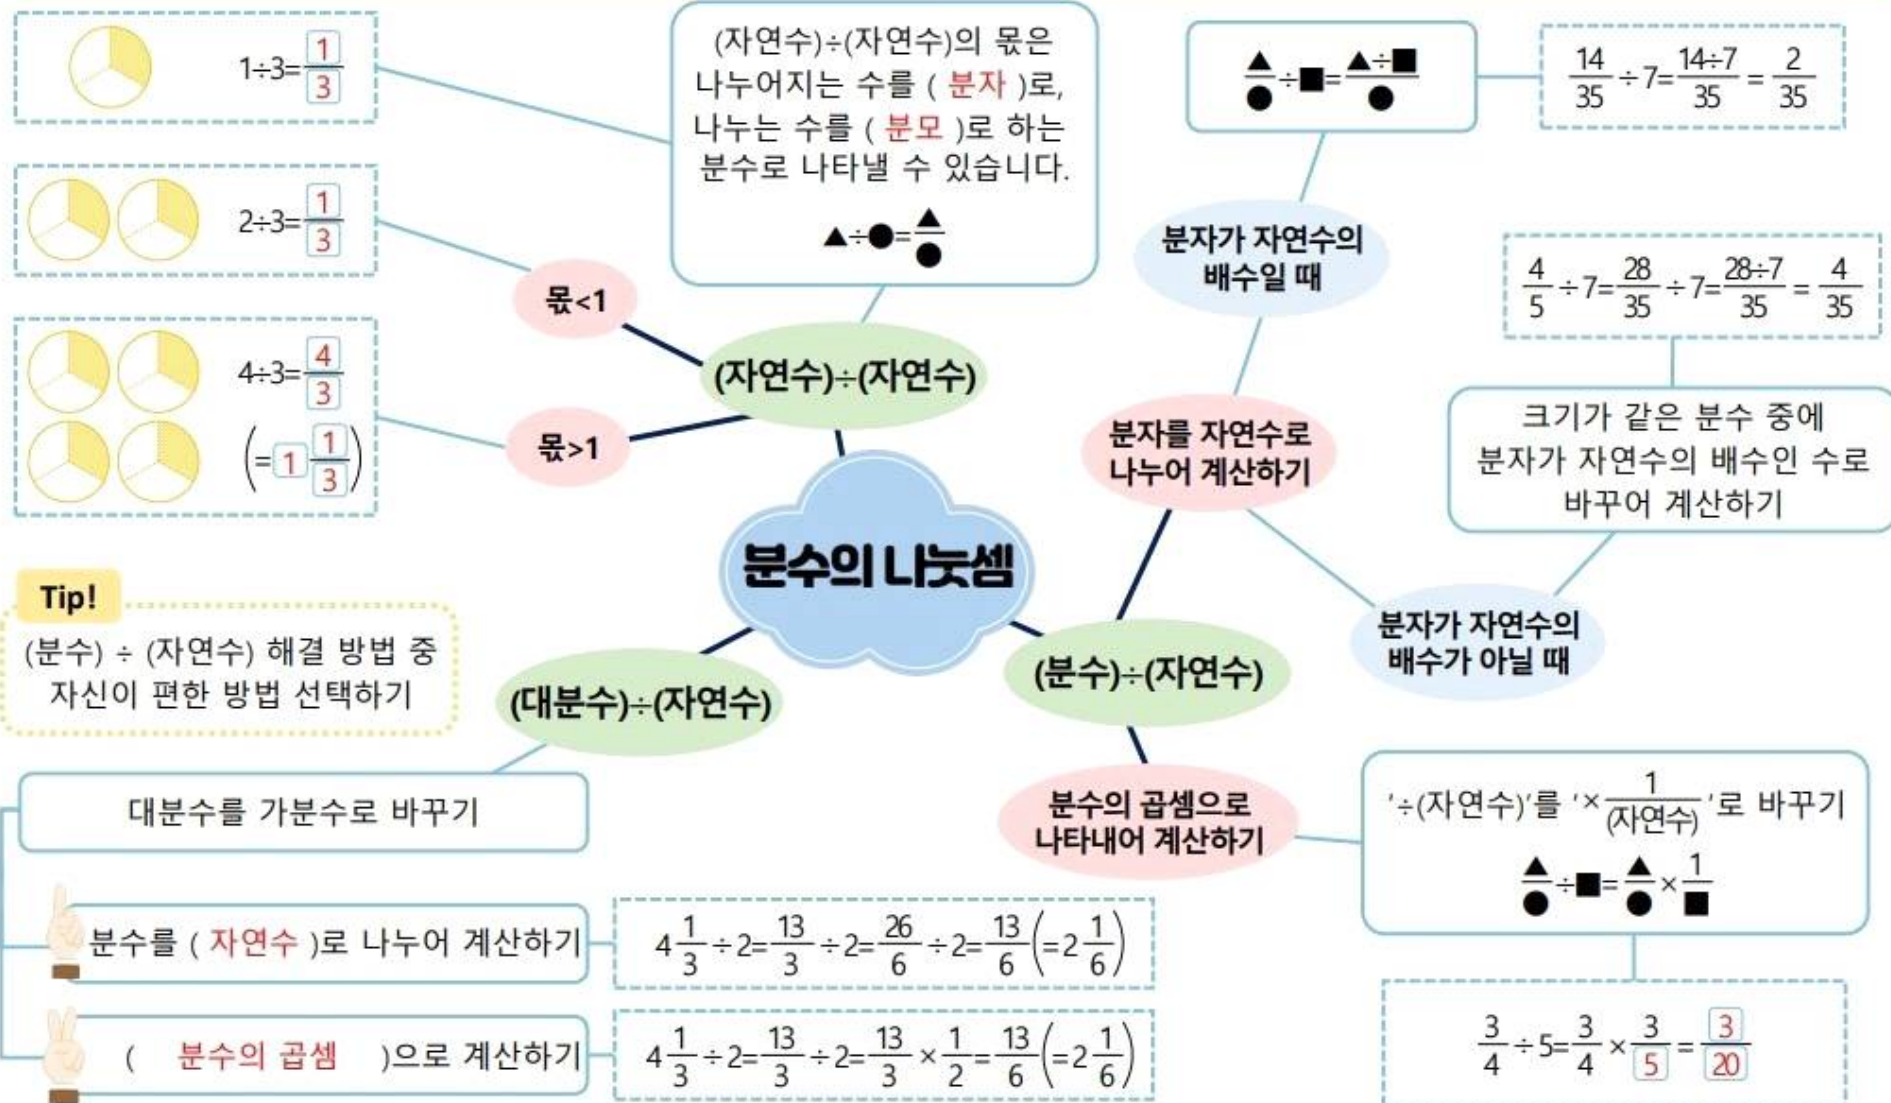 1÷3=1/3
2÷3=1/3
4÷3=4/3
(=1 1/3)
(자연수)÷(자연수)의 몫은
나누어지는 수를 ( 분자 )로,
나누는 수를 ( 분모 )로 하는
분수로 나타낼 수 있습니다.
▲÷●=▲/●
몫<1
몫>1
(자연수)÷(자연수)
▲/●÷■=▲÷■/●
14/35÷7=14÷7/35=2/35
분자가 자연수의
배수일 때
4/5÷7=28/35÷7=28÷7/35=4/35
크기가 같은 분수 중에
분자가 자연수의 배수인 수로
바꾸어 계산하기
분자를 자연수로
나누어 계산하기
분자가 자연수의
배수가 아닐 때
분수의 나눗셈
(분수)÷(자연수)
분수의 곱셈으로
나타내어 계산하기
'÷(자연수)'를 '×1/(자연수)'로 바꾸기
▲/●÷■=▲/●×1/■
3/4÷5=3/4×3/5=3/20
Tip!
(분수) ÷ (자연수) 해결 방법 중
자신이 편한 방법 선택하기
(대분수)÷(자연수)
대분수를 가분수로 바꾸기
분수를 ( 자연수 )로 나누어 계산하기
4 1/3÷2=13/3÷2=26/6÷2=13/6(=2 1/6)
( 분수의 곱셈 )으로 계산하기
4 1/3÷2=13/3÷2=13/3×1/2=13/6(=2 1/6)